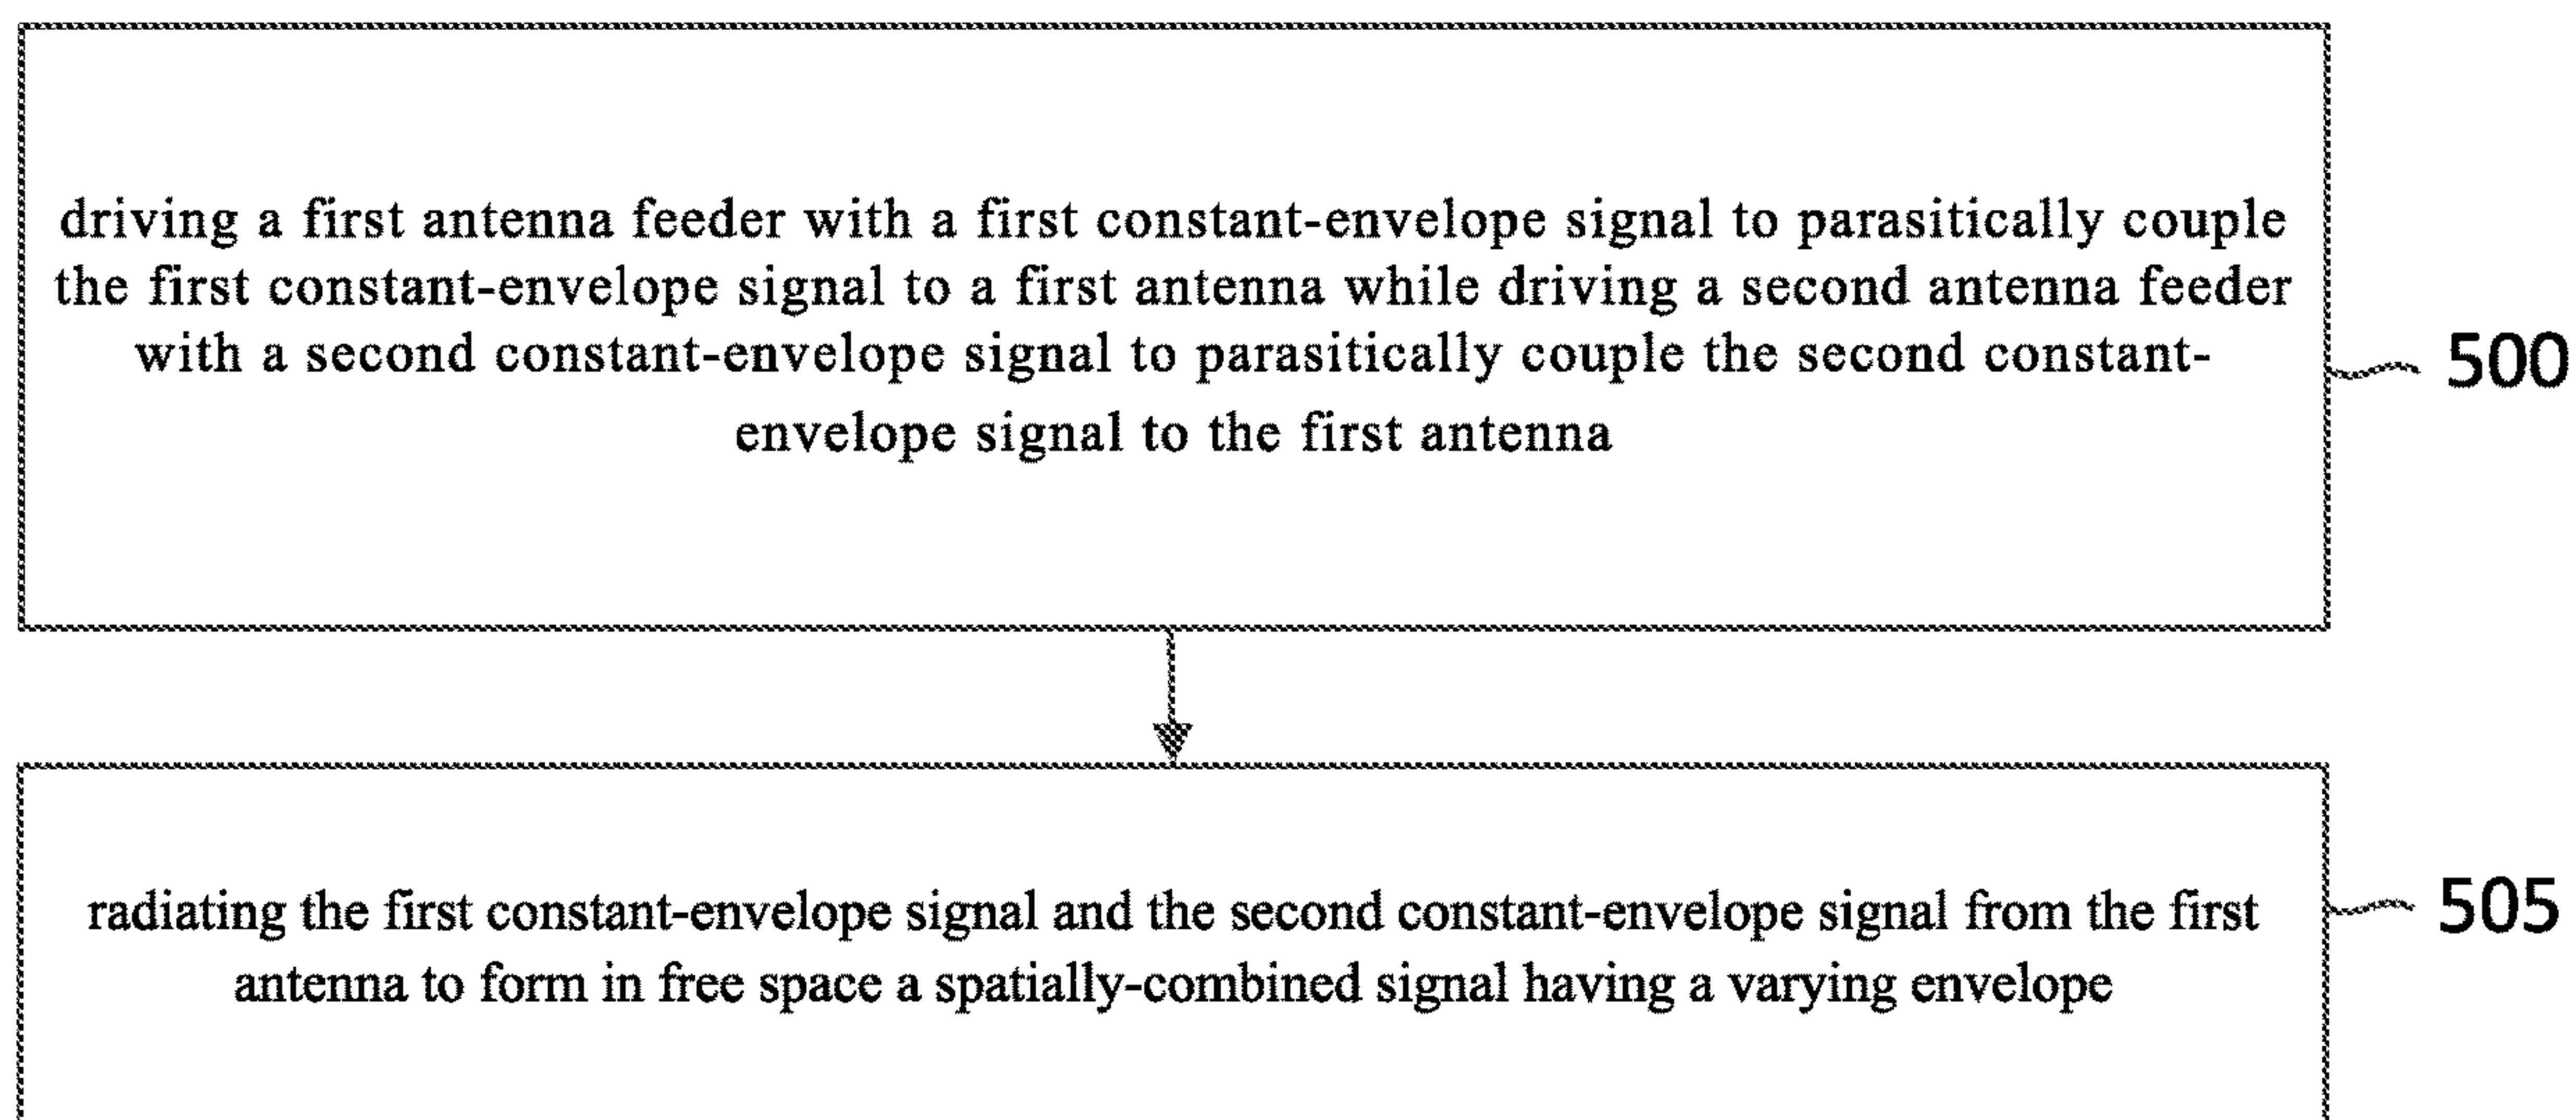 driving a first antenna feeder with a first constant-envelope signal to parasitically couple
the first constant-envelope signal to a first antenna while driving a second antenna feeder
with a second constant-envelope signal to parasitically couple the second constant-
envelope signal to the first antenna
500
radiating the first constant-envelope signal and the second constant-envelope signal from the first
antenna to form in free space a spatially-combined signal having a varying envelope
505